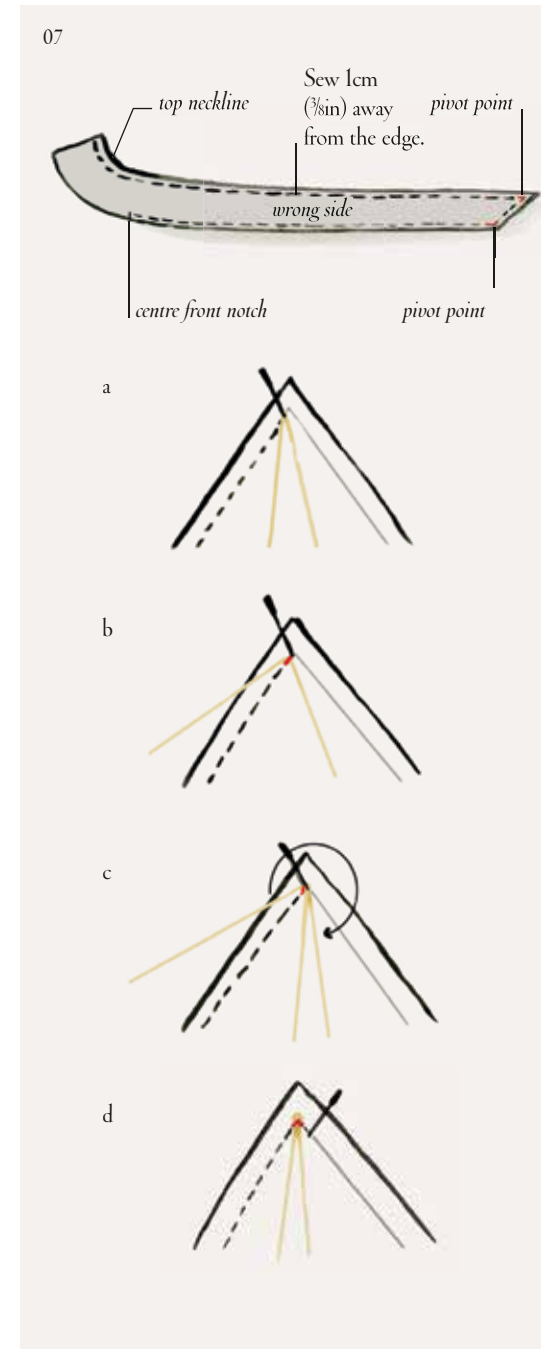 07
Sew 1cm
(⅜in) away
from the edge.
top neckline
pivot point
wrong side
centre front notch
pivot point
a
b
c
d